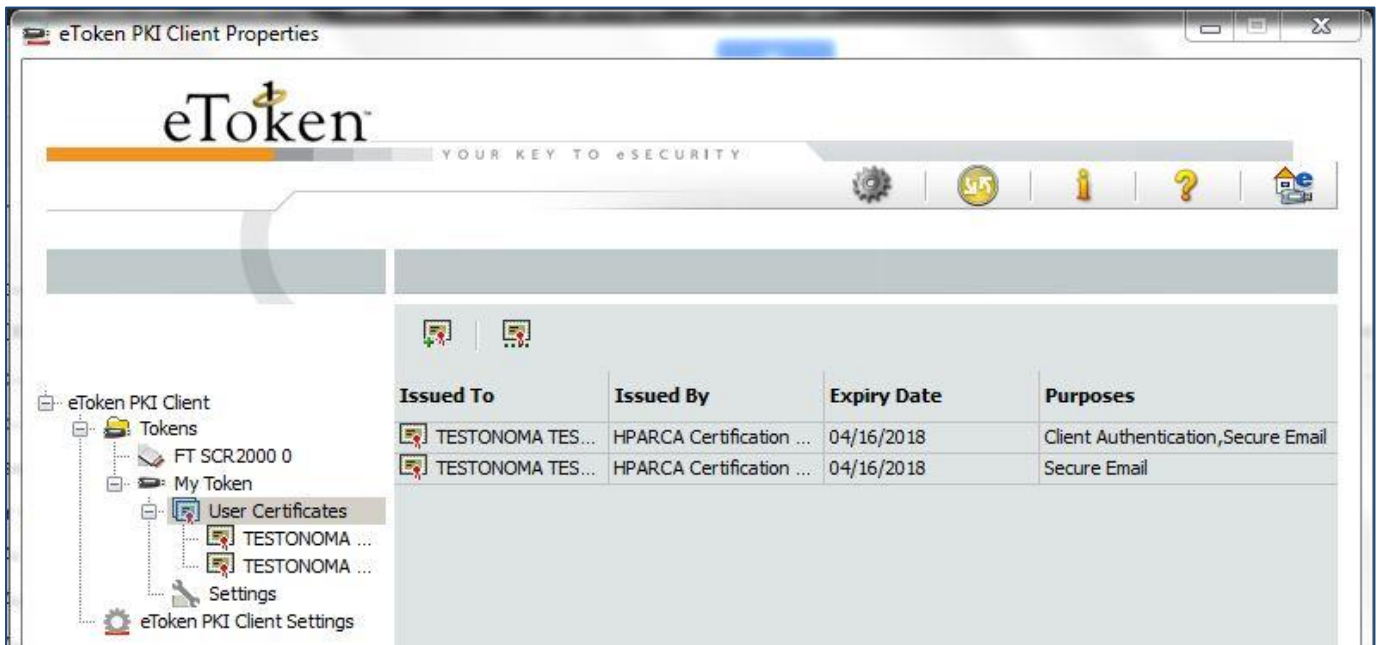 eToken PKI Client Properties
eToken
YOUR KEY TO eSECURITY
eToken PKI Client
Tokens
FT SCR2000 0
My Token
User Certificates
TESTONOMA ...
TESTONOMA ...
Settings
eToken PKI Client Settings
Issued To Issued By Expiry Date Purposes
TESTONOMA TES... HPARCA Certification ... 04/16/2018 Client Authentication,Secure Email
TESTONOMA TES... HPARCA Certification ... 04/16/2018 Secure Email